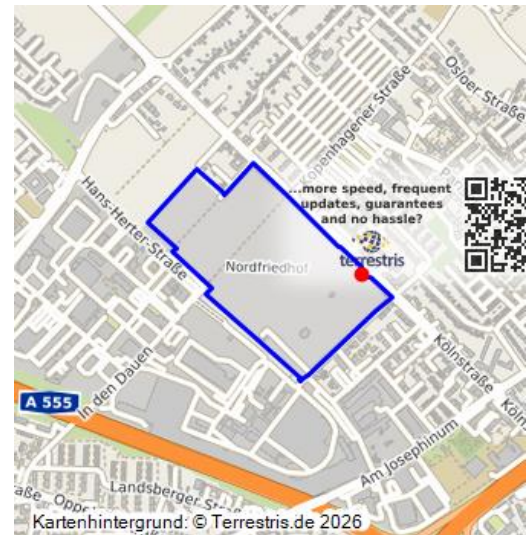 Osloer Straße
Kopenhagener Straße
...more speed, frequent
updates, guarantees
and no hassle?
terrestris
Hans-Herter-Straße
Nordfriedhof
Kölnstraße
In den Dauen
A 555
Am Josephinum
Landsberger Straße
Kartenhintergrund: © Terrestris.de 2026